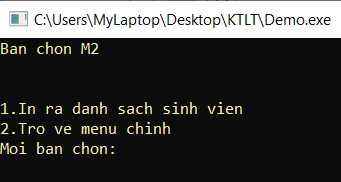 C:\Users\MyLaptop\Desktop\KTLT\Demo.exe
Ban chon M2
1.In ra danh sach sinh vien
2.Tro ve menu chinh
Moi ban chon: